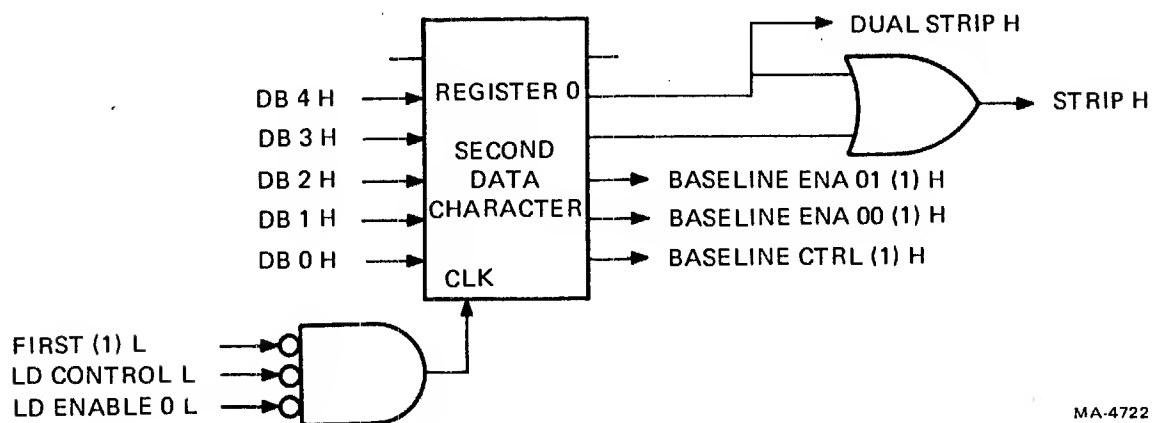 DUAL STRIP H
DB 4 H
REGISTER 0
STRIP H
DB 3 H
SECOND
DATA
CHARACTER
DB 2 H
BASELINE ENA 01 (1) H
DB 1 H
BASELINE ENA 00 (1) H
DB 0 H
BASELINE CTRL (1) H
CLK
FIRST (1) L
LD CONTROL L
LD ENABLE 0 L
MA-4722